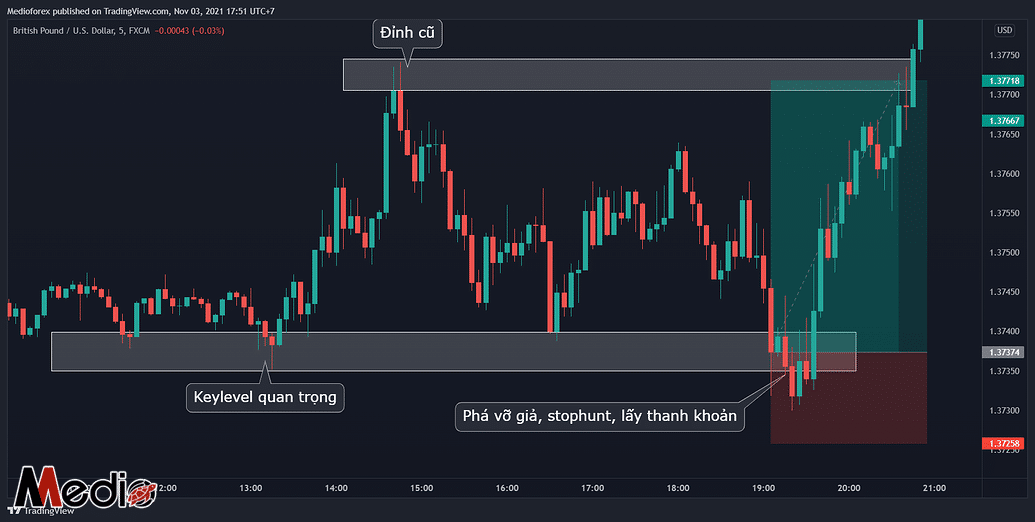 Medioforex published on TradingView.com, Nov 03, 2021 17:51 UTC+7
British Pound / U.S. Dollar, 5, FXCM −0.00043 (−0.03%)
USD
Đỉnh cũ
1.37750
1.37718
1.37700
1.37667
1.37650
1.37600
1.37550
1.37500
1.37450
1.37400
1.37374
1.37350
Keylevel quan trọng
Phá vỡ giả, stophunt, lấy thanh khoản
1.37300
1.37258
1.37250
Medio
12:00 13:00 14:00 15:00 16:00 17:00 18:00 19:00 20:00 21:00
TradingView